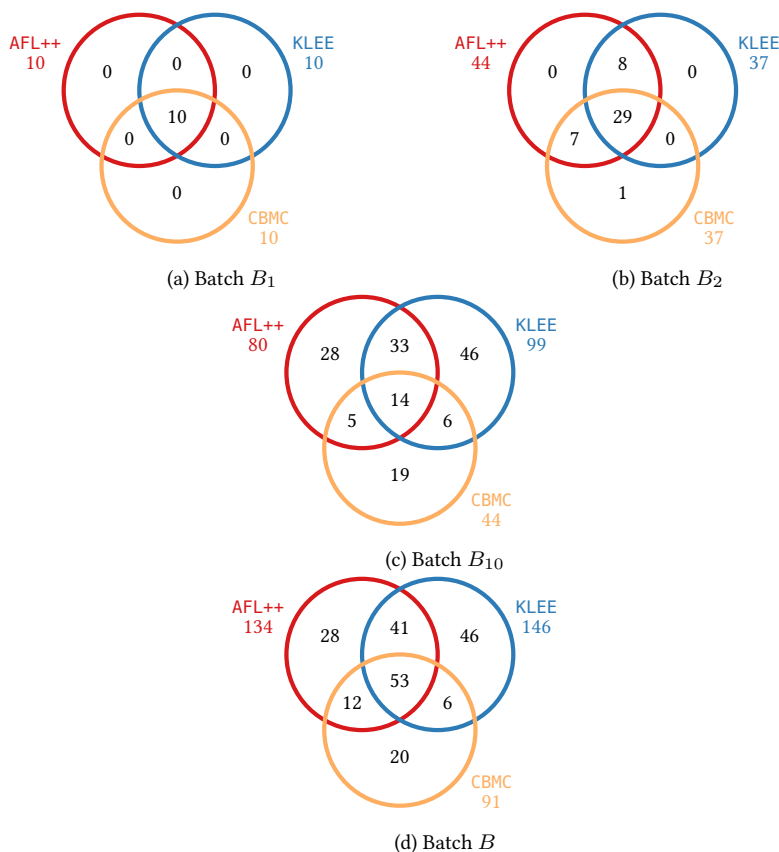 AFL++
10
KLEE
10
0
0
0
10
0
0
0
CBMC
10
(a) Batch B₁
AFL++
44
KLEE
37
0
8
0
29
7
0
1
CBMC
37
(b) Batch B₂
AFL++
80
KLEE
99
28
33
46
14
5
6
19
CBMC
44
(c) Batch B₁₀
AFL++
134
KLEE
146
28
41
46
53
12
6
20
CBMC
91
(d) Batch B